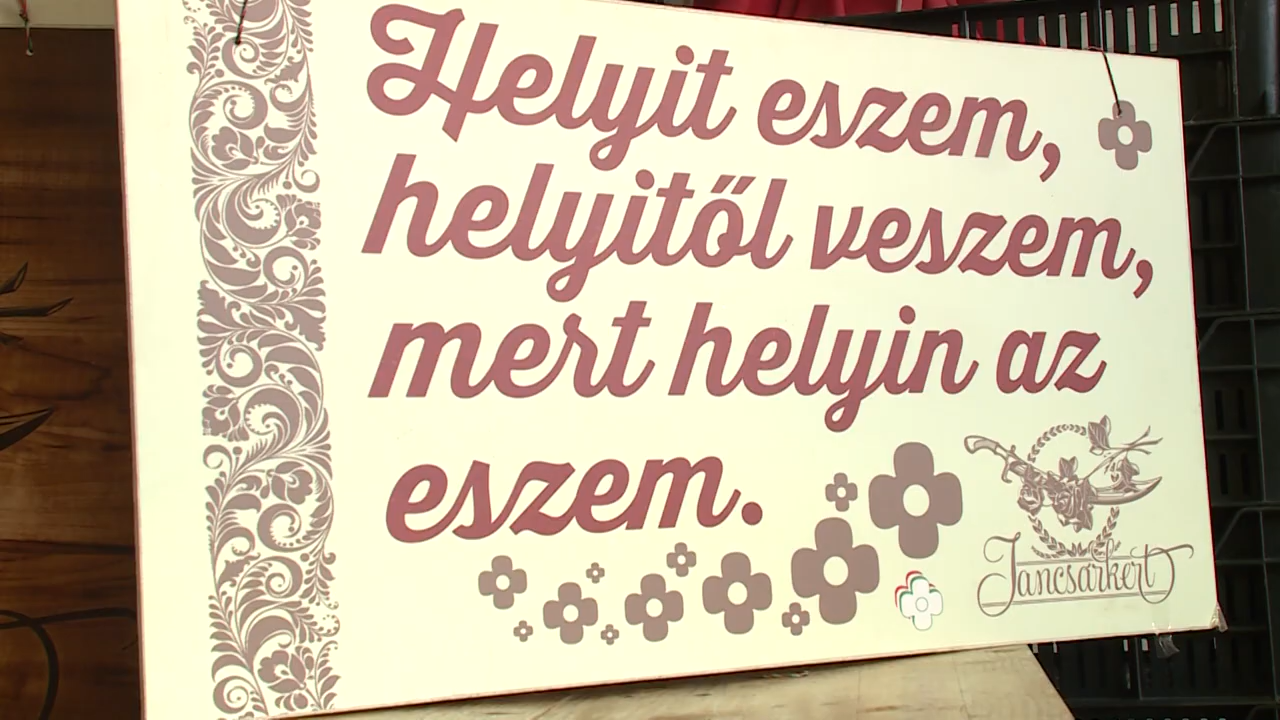 Helyit eszem,
helyitől veszem,
mert helyin az
eszem.
Jancsárkert